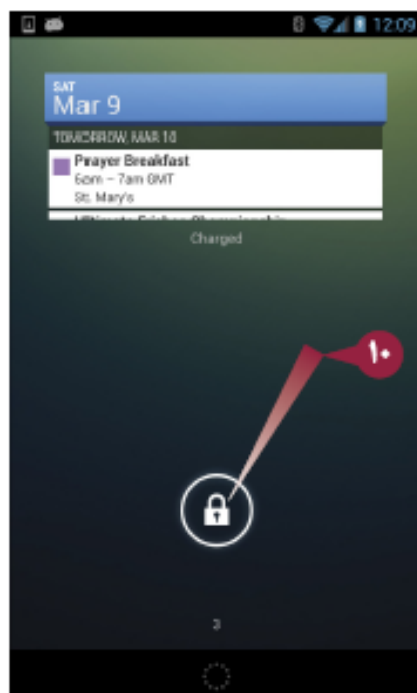 12:09
SAT
Mar 9
TOMORROW, MAR 10
Prayer Breakfast
6am – 7am GMT
St. Mary's
Charged
١٠
3